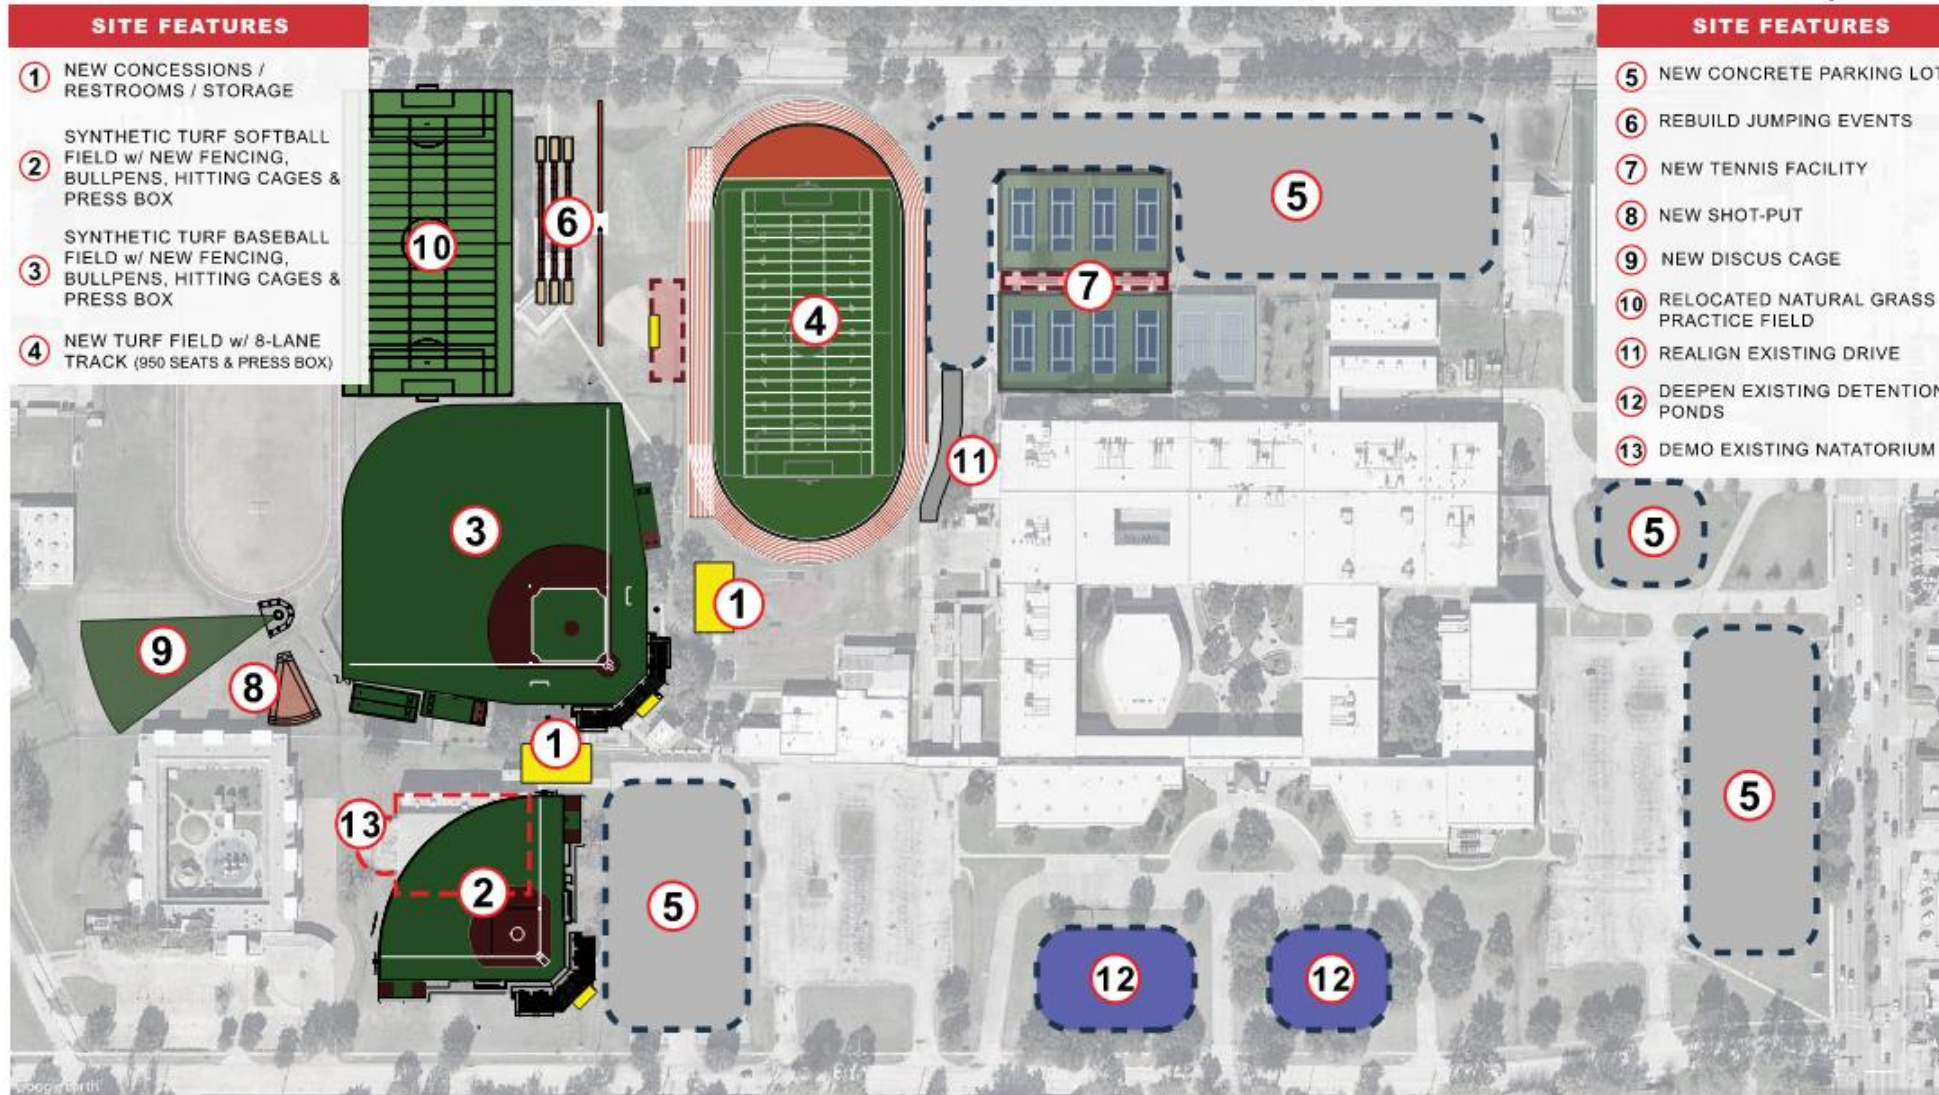 SITE FEATURES
1 NEW CONCESSIONS /
RESTROOMS / STORAGE
2 SYNTHETIC TURF SOFTBALL
FIELD w/ NEW FENCING,
BULLPENS, HITTING CAGES &
PRESS BOX
3 SYNTHETIC TURF BASEBALL
FIELD w/ NEW FENCING,
BULLPENS, HITTING CAGES &
PRESS BOX
4 NEW TURF FIELD w/ 8-LANE
TRACK (950 SEATS & PRESS BOX)
SITE FEATURES
5 NEW CONCRETE PARKING LOT
6 REBUILD JUMPING EVENTS
7 NEW TENNIS FACILITY
8 NEW SHOT-PUT
9 NEW DISCUS CAGE
10 RELOCATED NATURAL GRASS
PRACTICE FIELD
11 REALIGN EXISTING DRIVE
12 DEEPEN EXISTING DETENTION
PONDS
13 DEMO EXISTING NATATORIUM
5
6
10
7
4
11
3
5
1
9
8
1
5
13
2
5
12
12
Google Earth